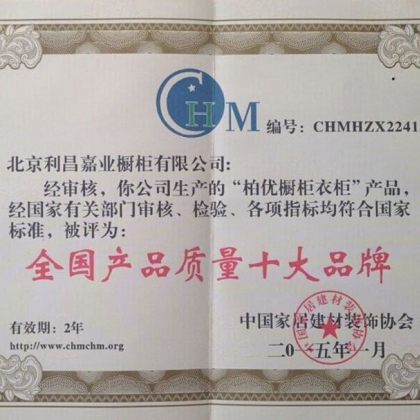 CHM
编号：CHMHZX2241
北京利昌嘉业橱柜有限公司：
经审核，你公司生产的“柏优橱柜衣柜”产品，
经国家有关部门审核、检验、各项指标均符合国家
标准，被评为：
全国产品质量十大品牌
有效期：2年
中国家居建材装饰协会
http://www.chmchm.org
二〇一五年一月